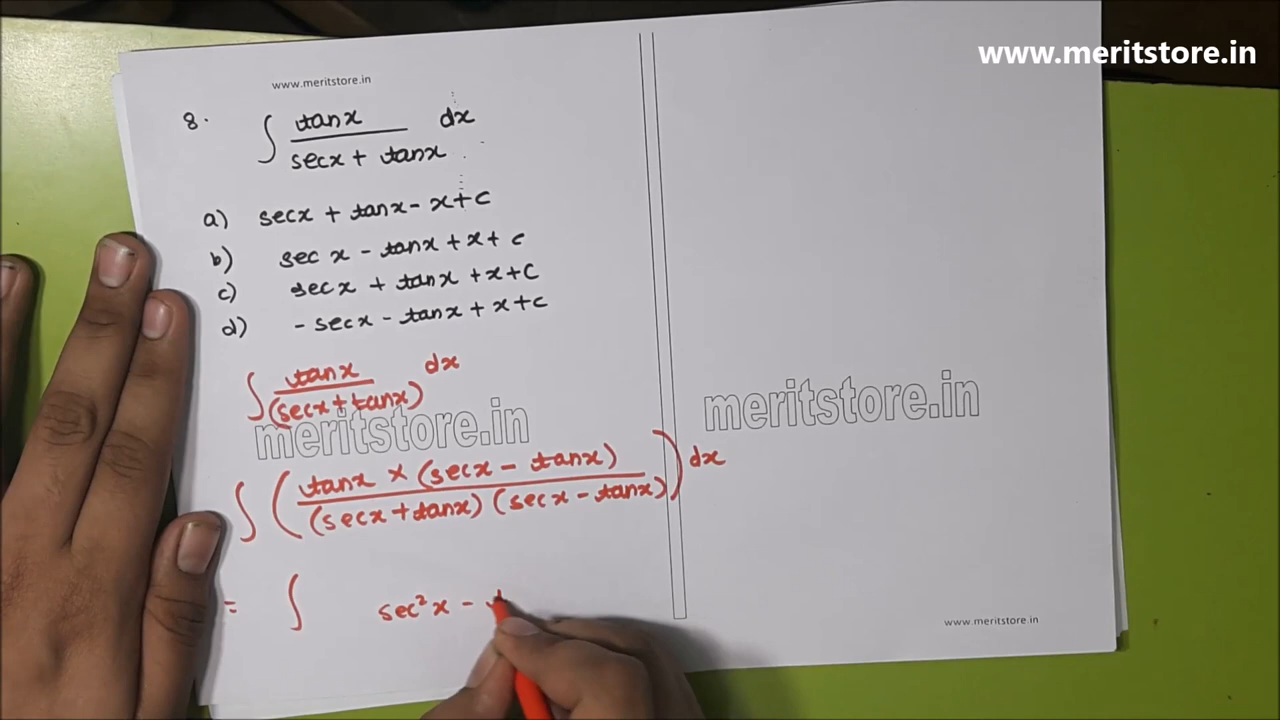 www.meritstore.in
www.meritstore.in
8. ∫ tanx / secx + tanx dx
a) secx + tanx - x + c
b) sec x - tanx + x + c
c) sec x + tanx + x + C
d) - secx - tanx + x + c
∫ tanx / (secx + tanx) dx
meritstore.in
meritstore.in
∫ ( tanx × (secx - tanx) / (secx + tanx) (secx - tanx) ) dx
= ∫ sec²x -
www.meritstore.in